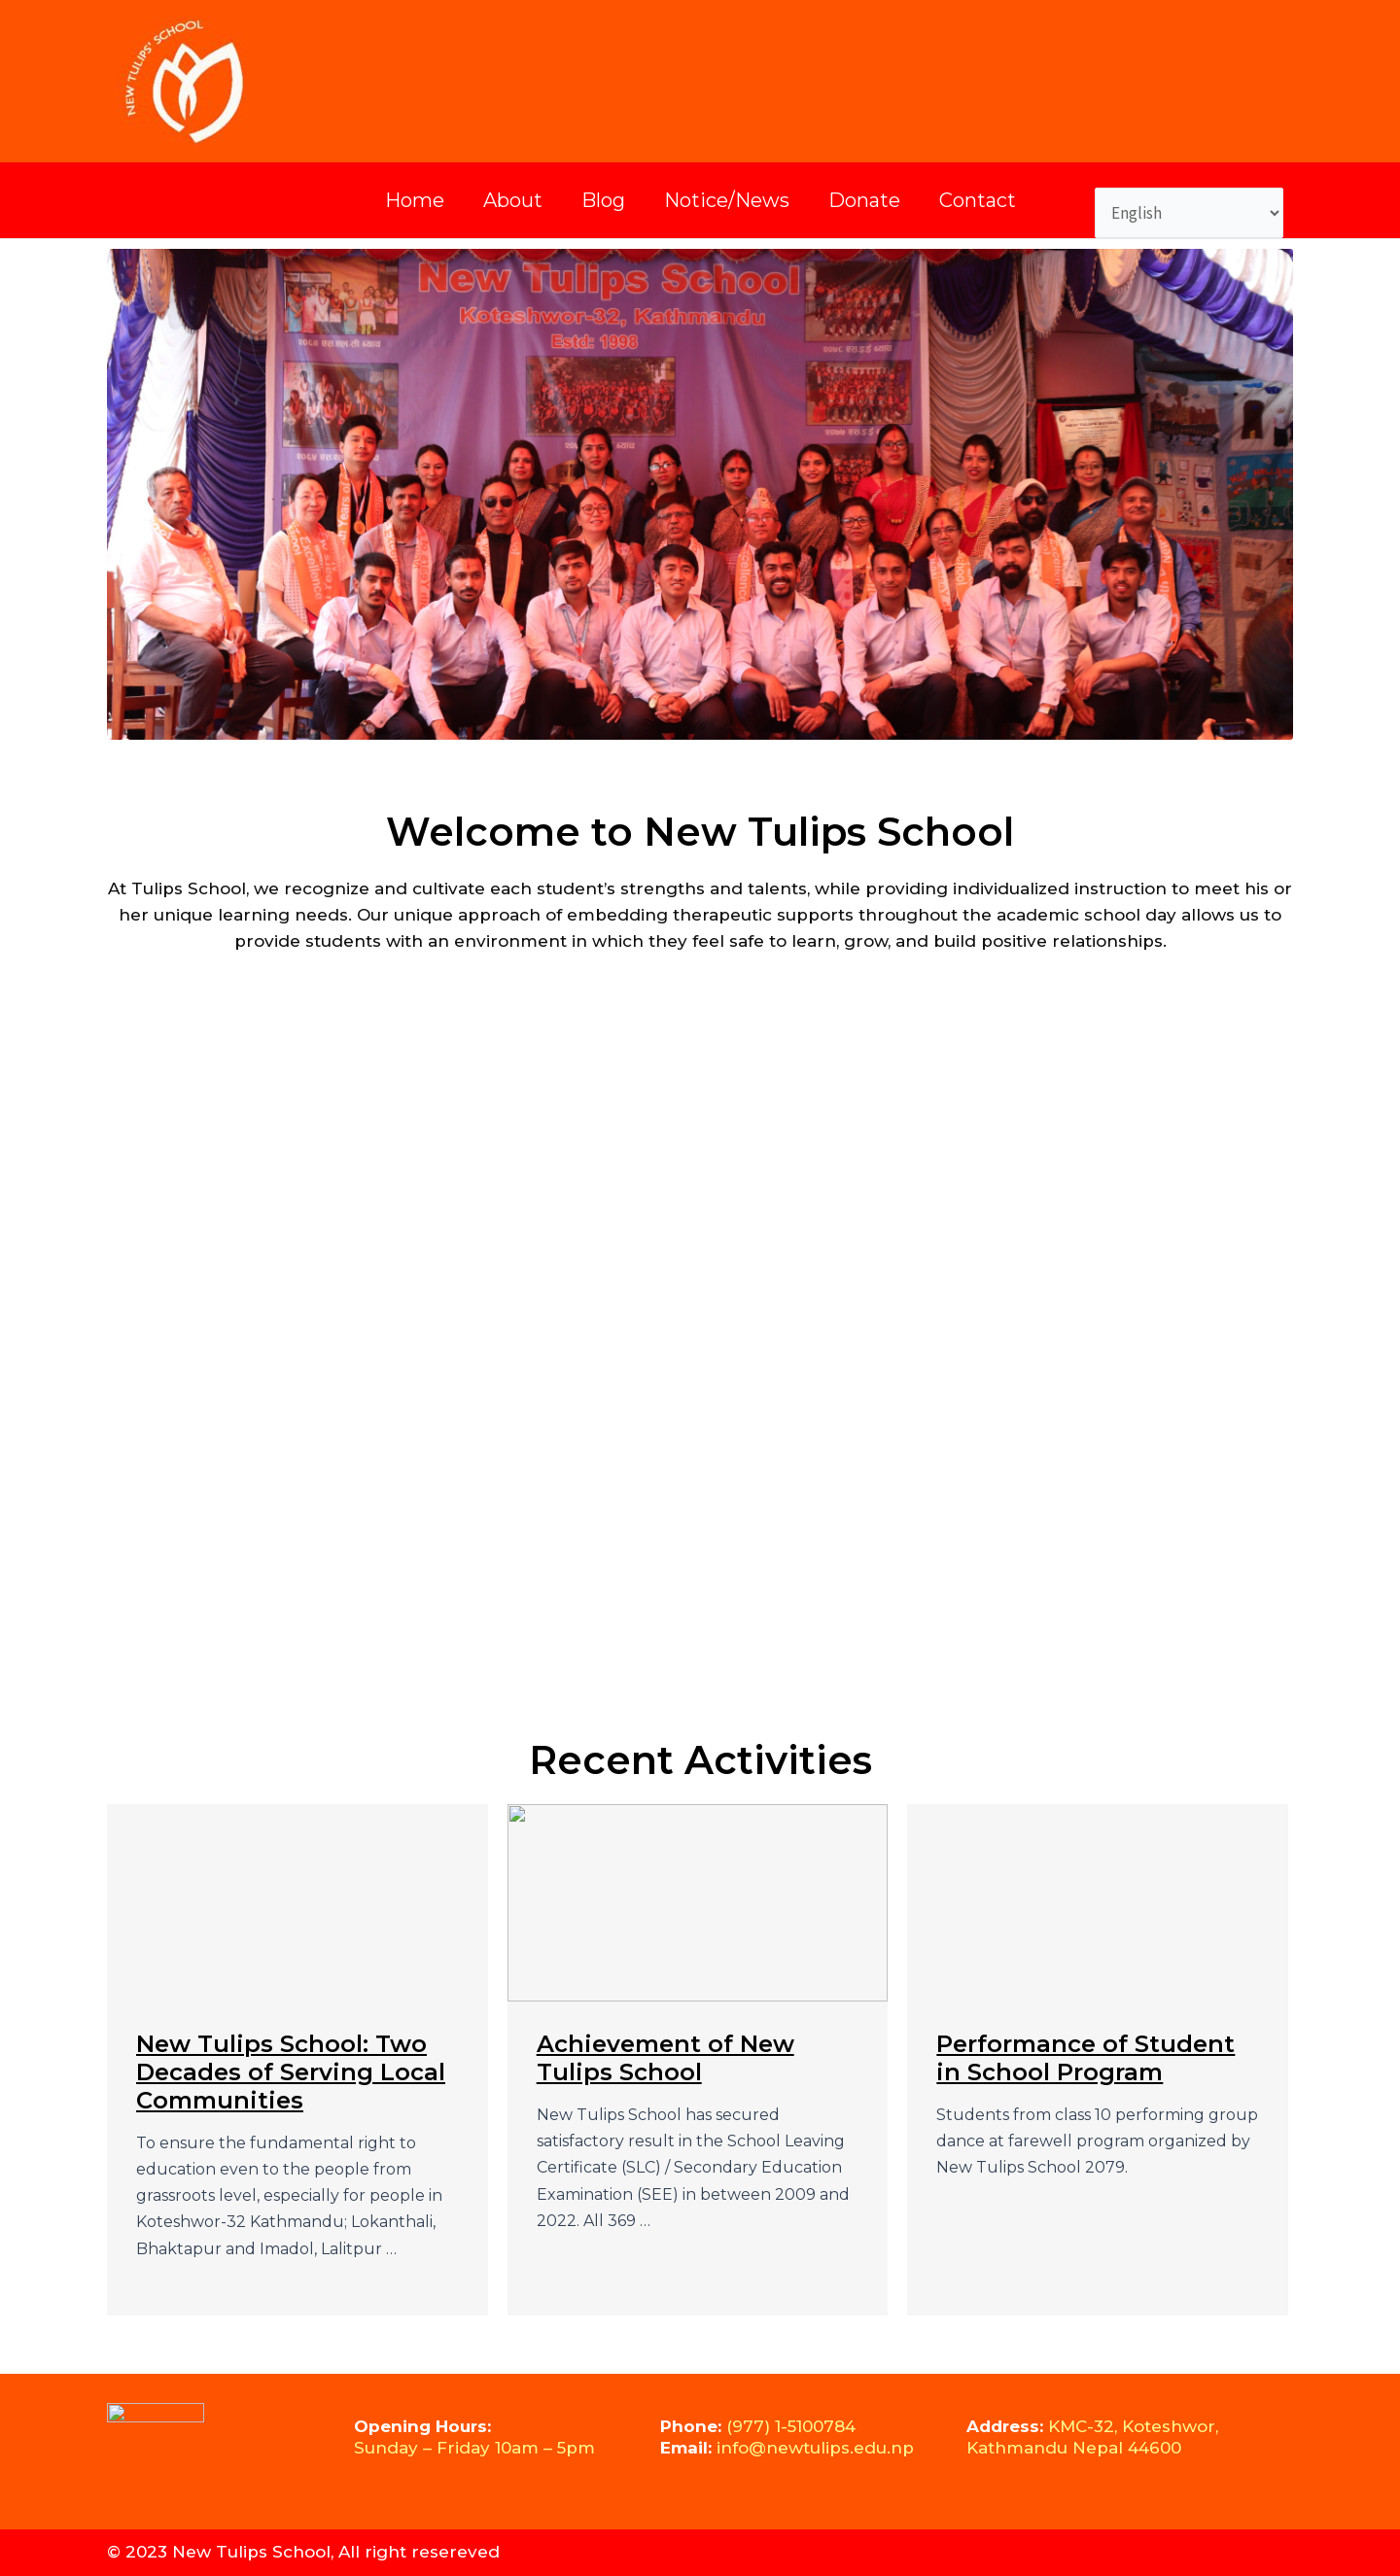 NEW TULIPS' SCHOOL
Home About Blog Notice/News Donate Contact
English
New Tulips School
Koteshwor-32, Kathmandu
Estd: 1998
Welcome to New Tulips School
At Tulips School, we recognize and cultivate each student’s strengths and talents, while providing individualized instruction to meet his or
her unique learning needs. Our unique approach of embedding therapeutic supports throughout the academic school day allows us to
provide students with an environment in which they feel safe to learn, grow, and build positive relationships.
Recent Activities
New Tulips School: Two
Decades of Serving Local
Communities
To ensure the fundamental right to
education even to the people from
grassroots level, especially for people in
Koteshwor-32 Kathmandu; Lokanthali,
Bhaktapur and Imadol, Lalitpur …
Achievement of New
Tulips School
New Tulips School has secured
satisfactory result in the School Leaving
Certificate (SLC) / Secondary Education
Examination (SEE) in between 2009 and
2022. All 369 …
Performance of Student
in School Program
Students from class 10 performing group
dance at farewell program organized by
New Tulips School 2079.
Opening Hours:
Sunday – Friday 10am – 5pm
Phone: (977) 1-5100784
Email: info@newtulips.edu.np
Address: KMC-32, Koteshwor,
Kathmandu Nepal 44600
© 2023 New Tulips School, All right resereved